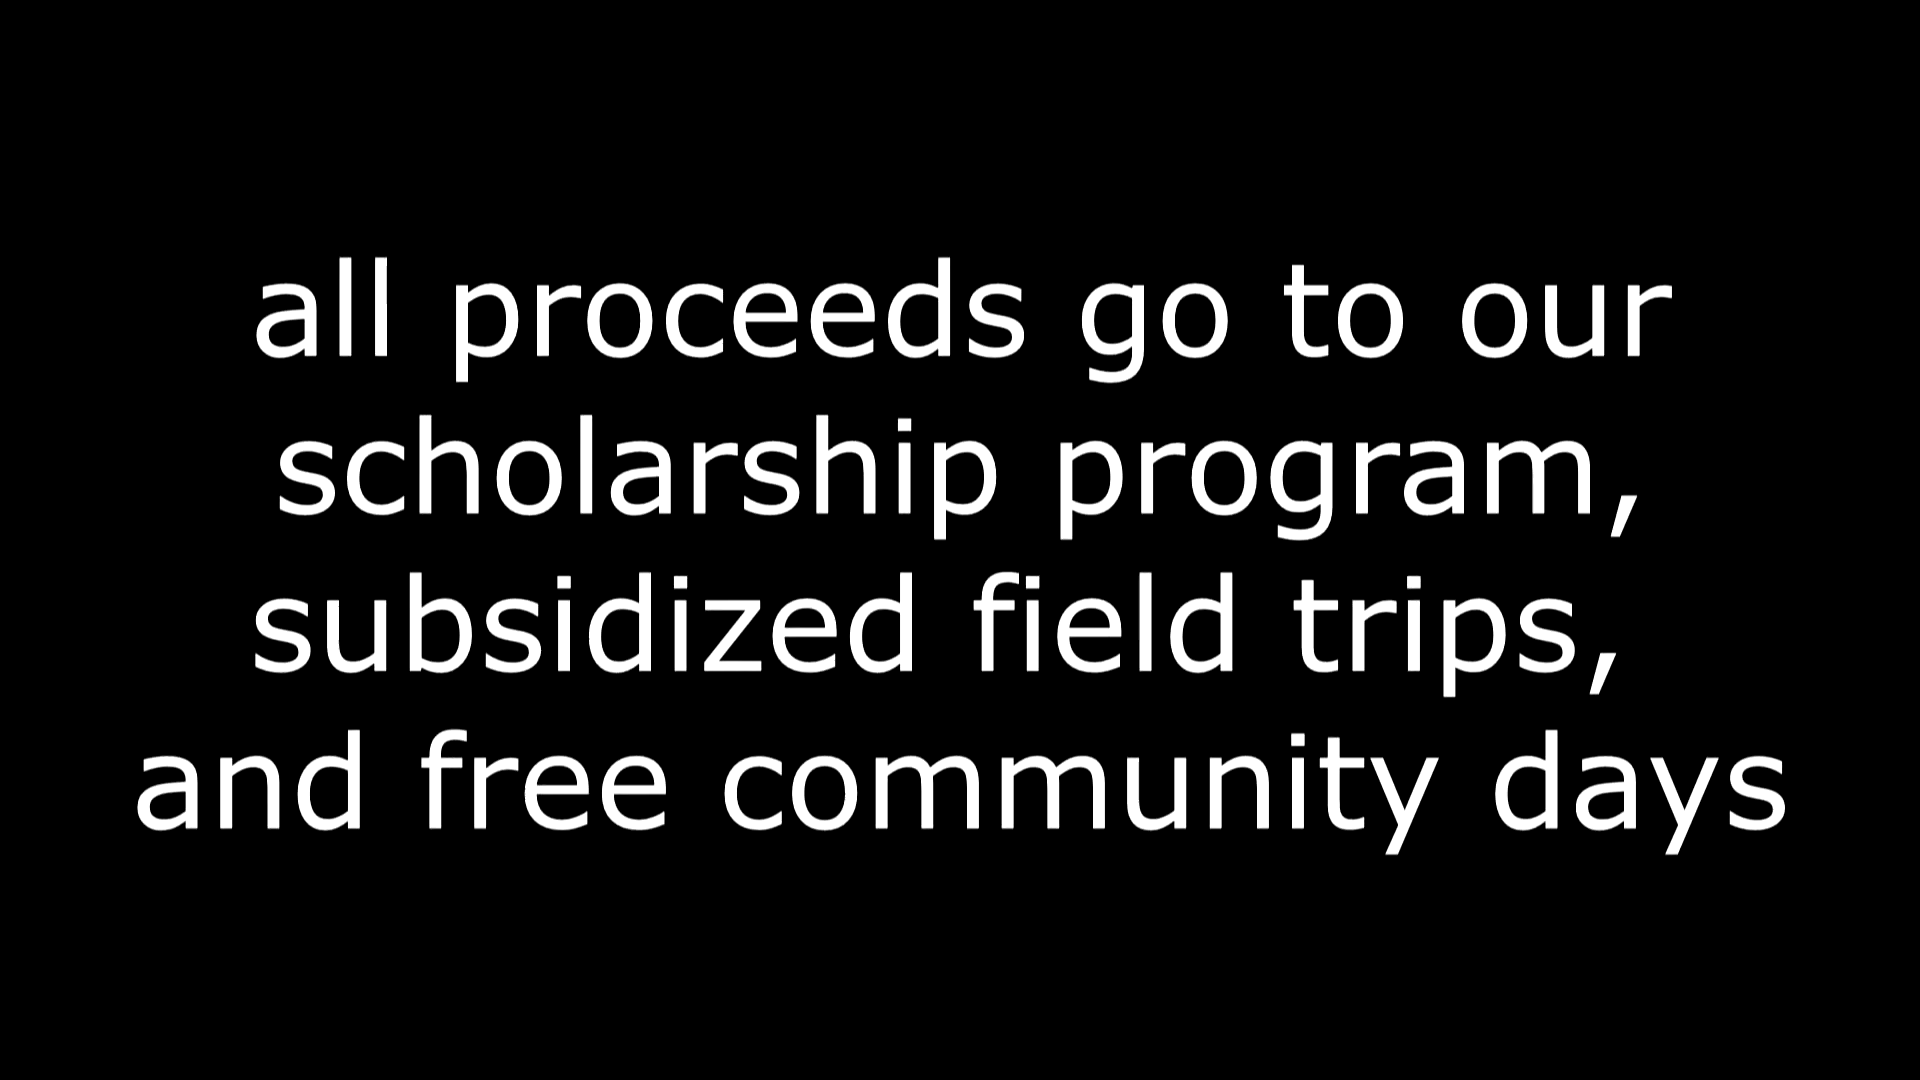 all proceeds go to our
scholarship program,
subsidized field trips,
and free community days